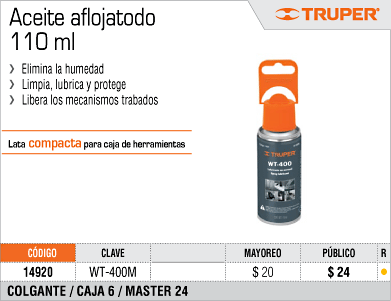 Aceite aflojatodo
110 ml
TRUPER®
› Elimina la humedad
› Limpia, lubrica y protege
› Libera los mecanismos trabados
Lata compacta para caja de herramientas
TRUPER
WT-400
CÓDIGO CLAVE MAYOREO PÚBLICO R
14920 WT-400M $ 20 $ 24
COLGANTE / CAJA 6 / MASTER 24